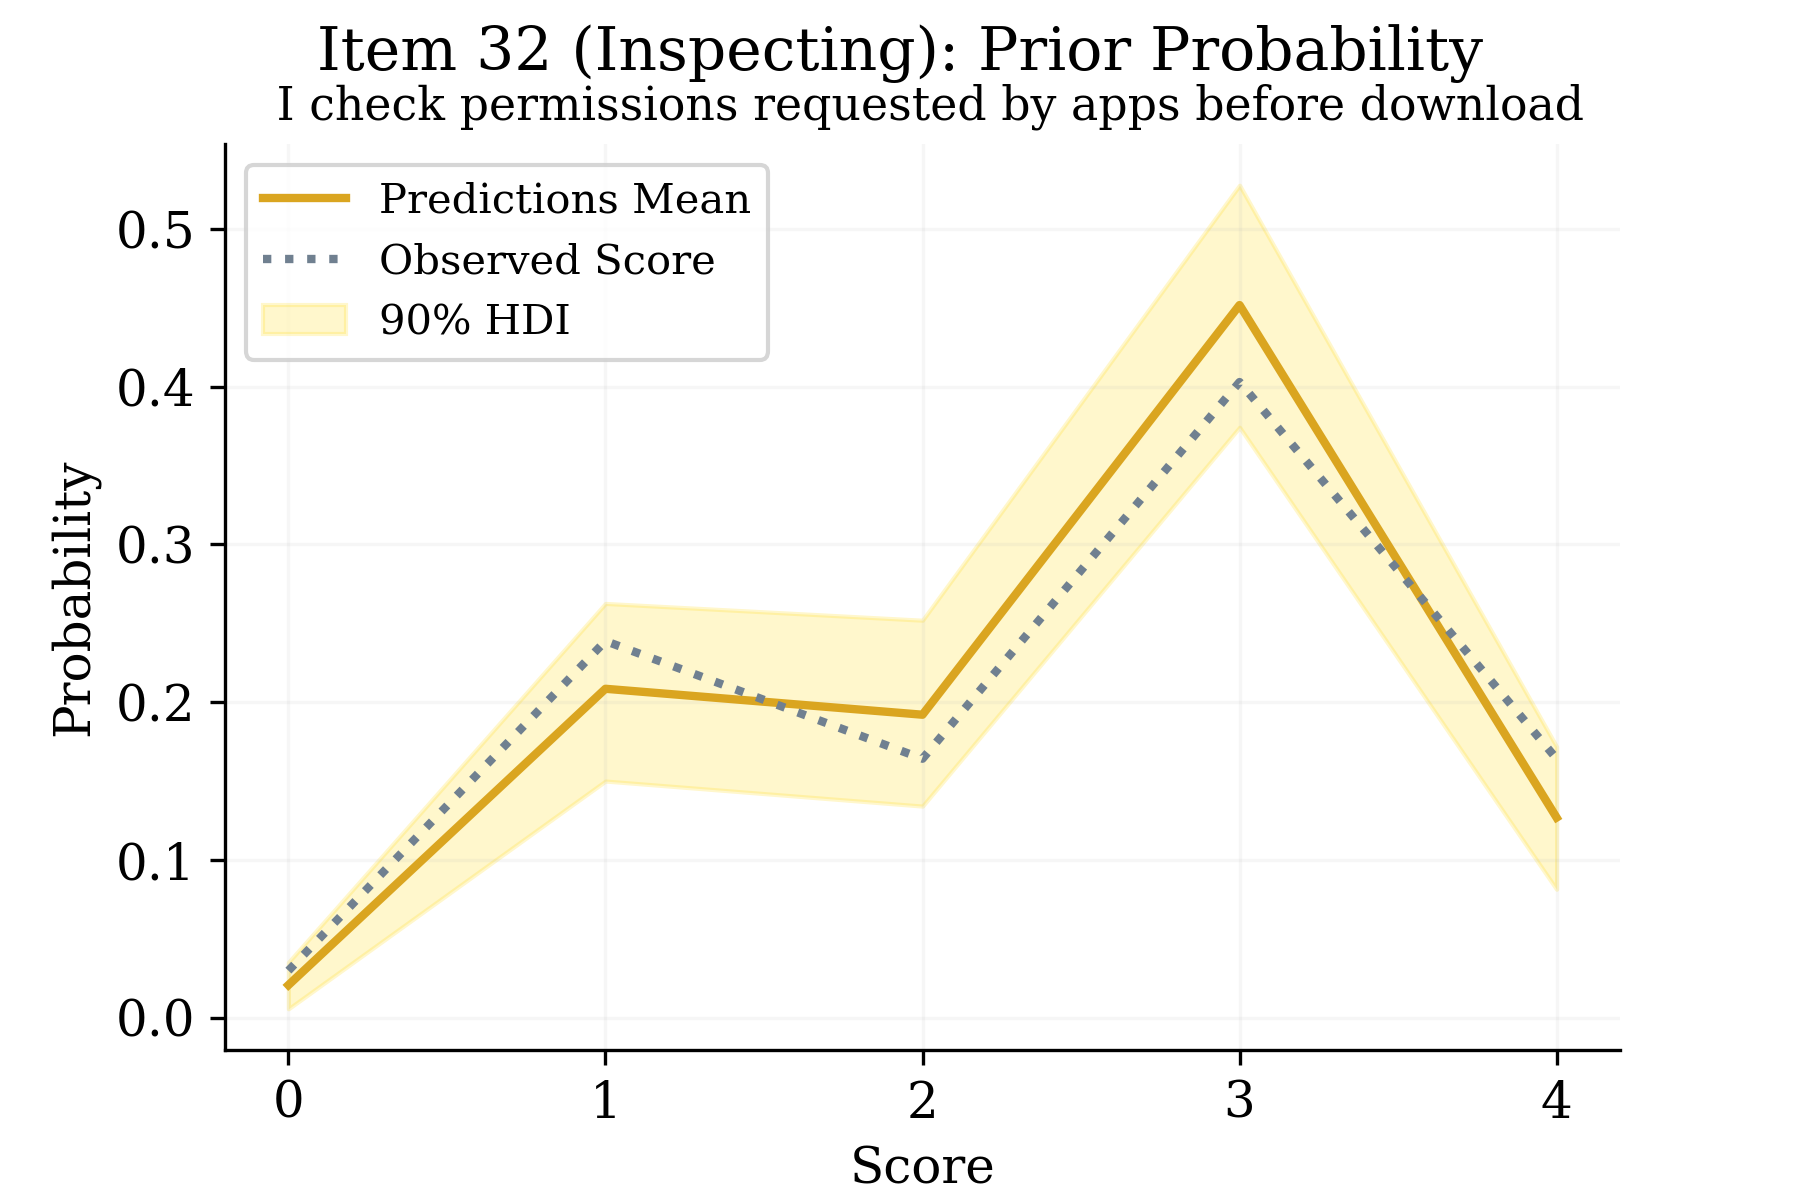 Item 32 (Inspecting): Prior Probability
I check permissions requested by apps before download
Predictions Mean
Observed Score
90% HDI
Probability
0.5
0.4
0.3
0.2
0.1
0.0
0 1 2 3 4
Score